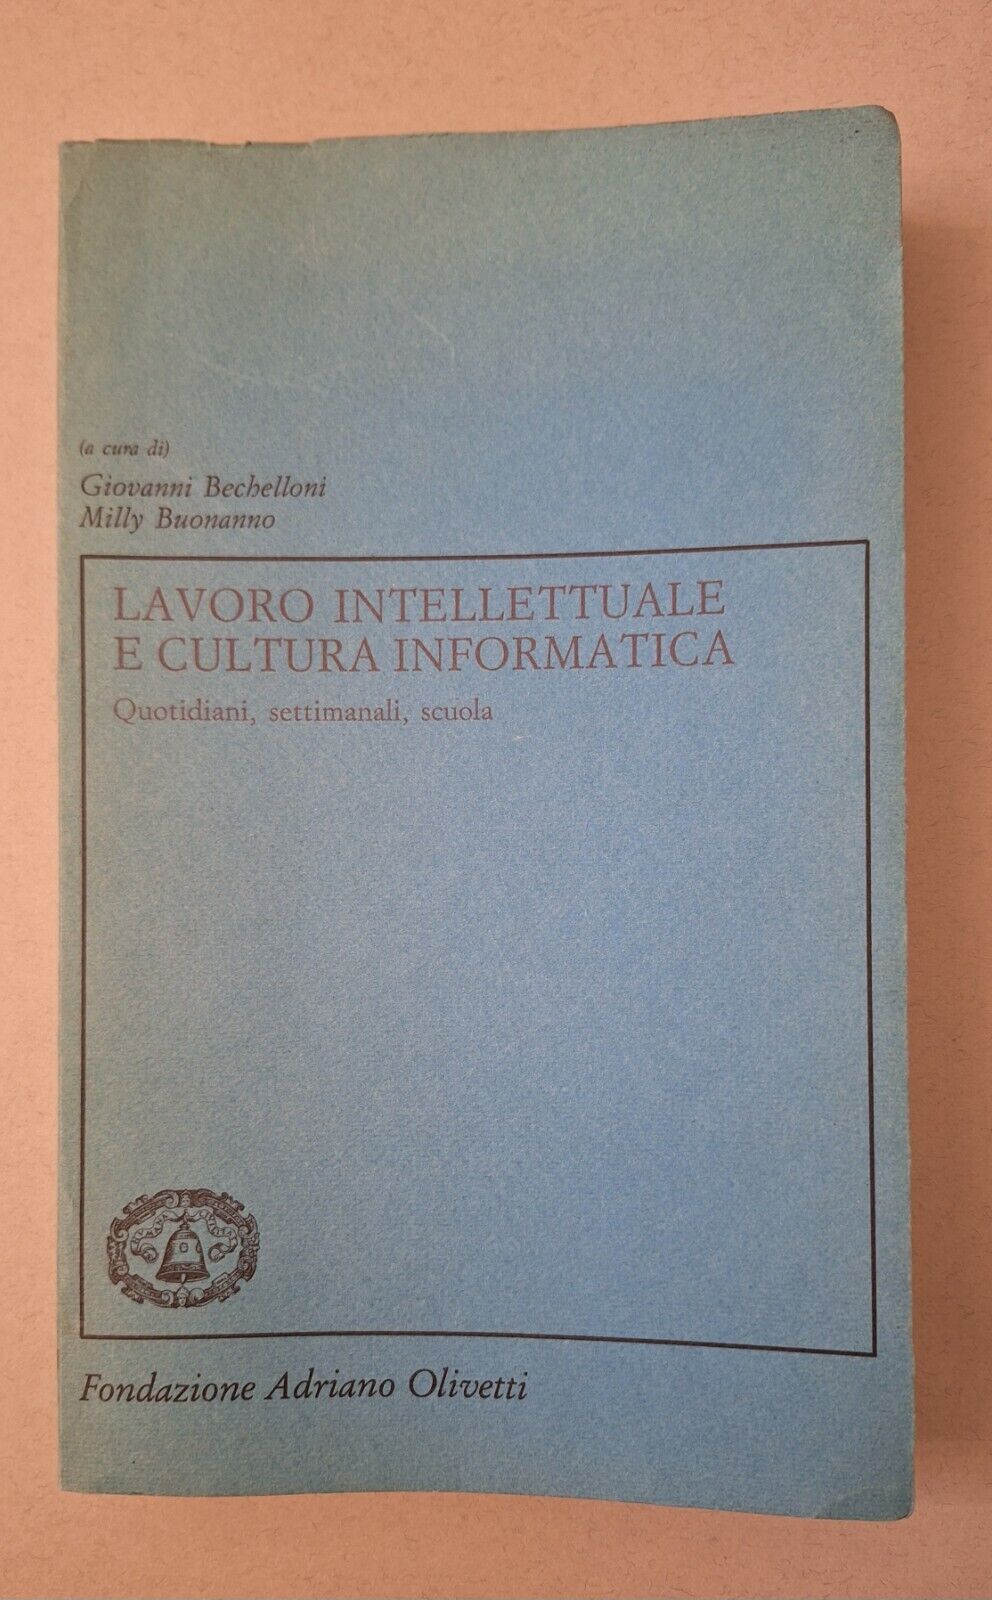 (a cura di)
Giovanni Bechelloni
Milly Buonanno
LAVORO INTELLETTUALE
E CULTURA INFORMATICA
Quotidiani, settimanali, scuola
Fondazione Adriano Olivetti